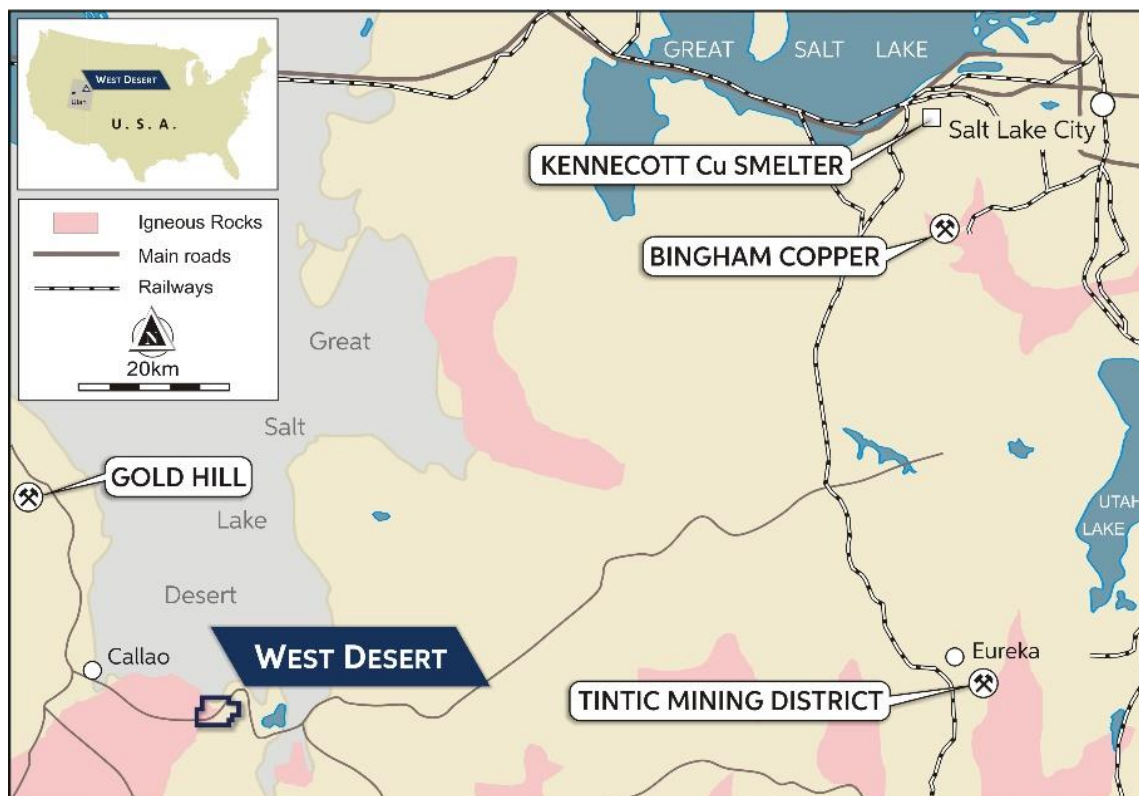 WEST DESERT
Utah
U. S. A.
Igneous Rocks
Main roads
Railways
N
20km
GREAT SALT LAKE
Salt Lake City
KENNECOTT Cu SMELTER
BINGHAM COPPER
Great
Salt
Lake
Desert
GOLD HILL
UTAH
LAKE
Callao
WEST DESERT
Eureka
TINTIC MINING DISTRICT